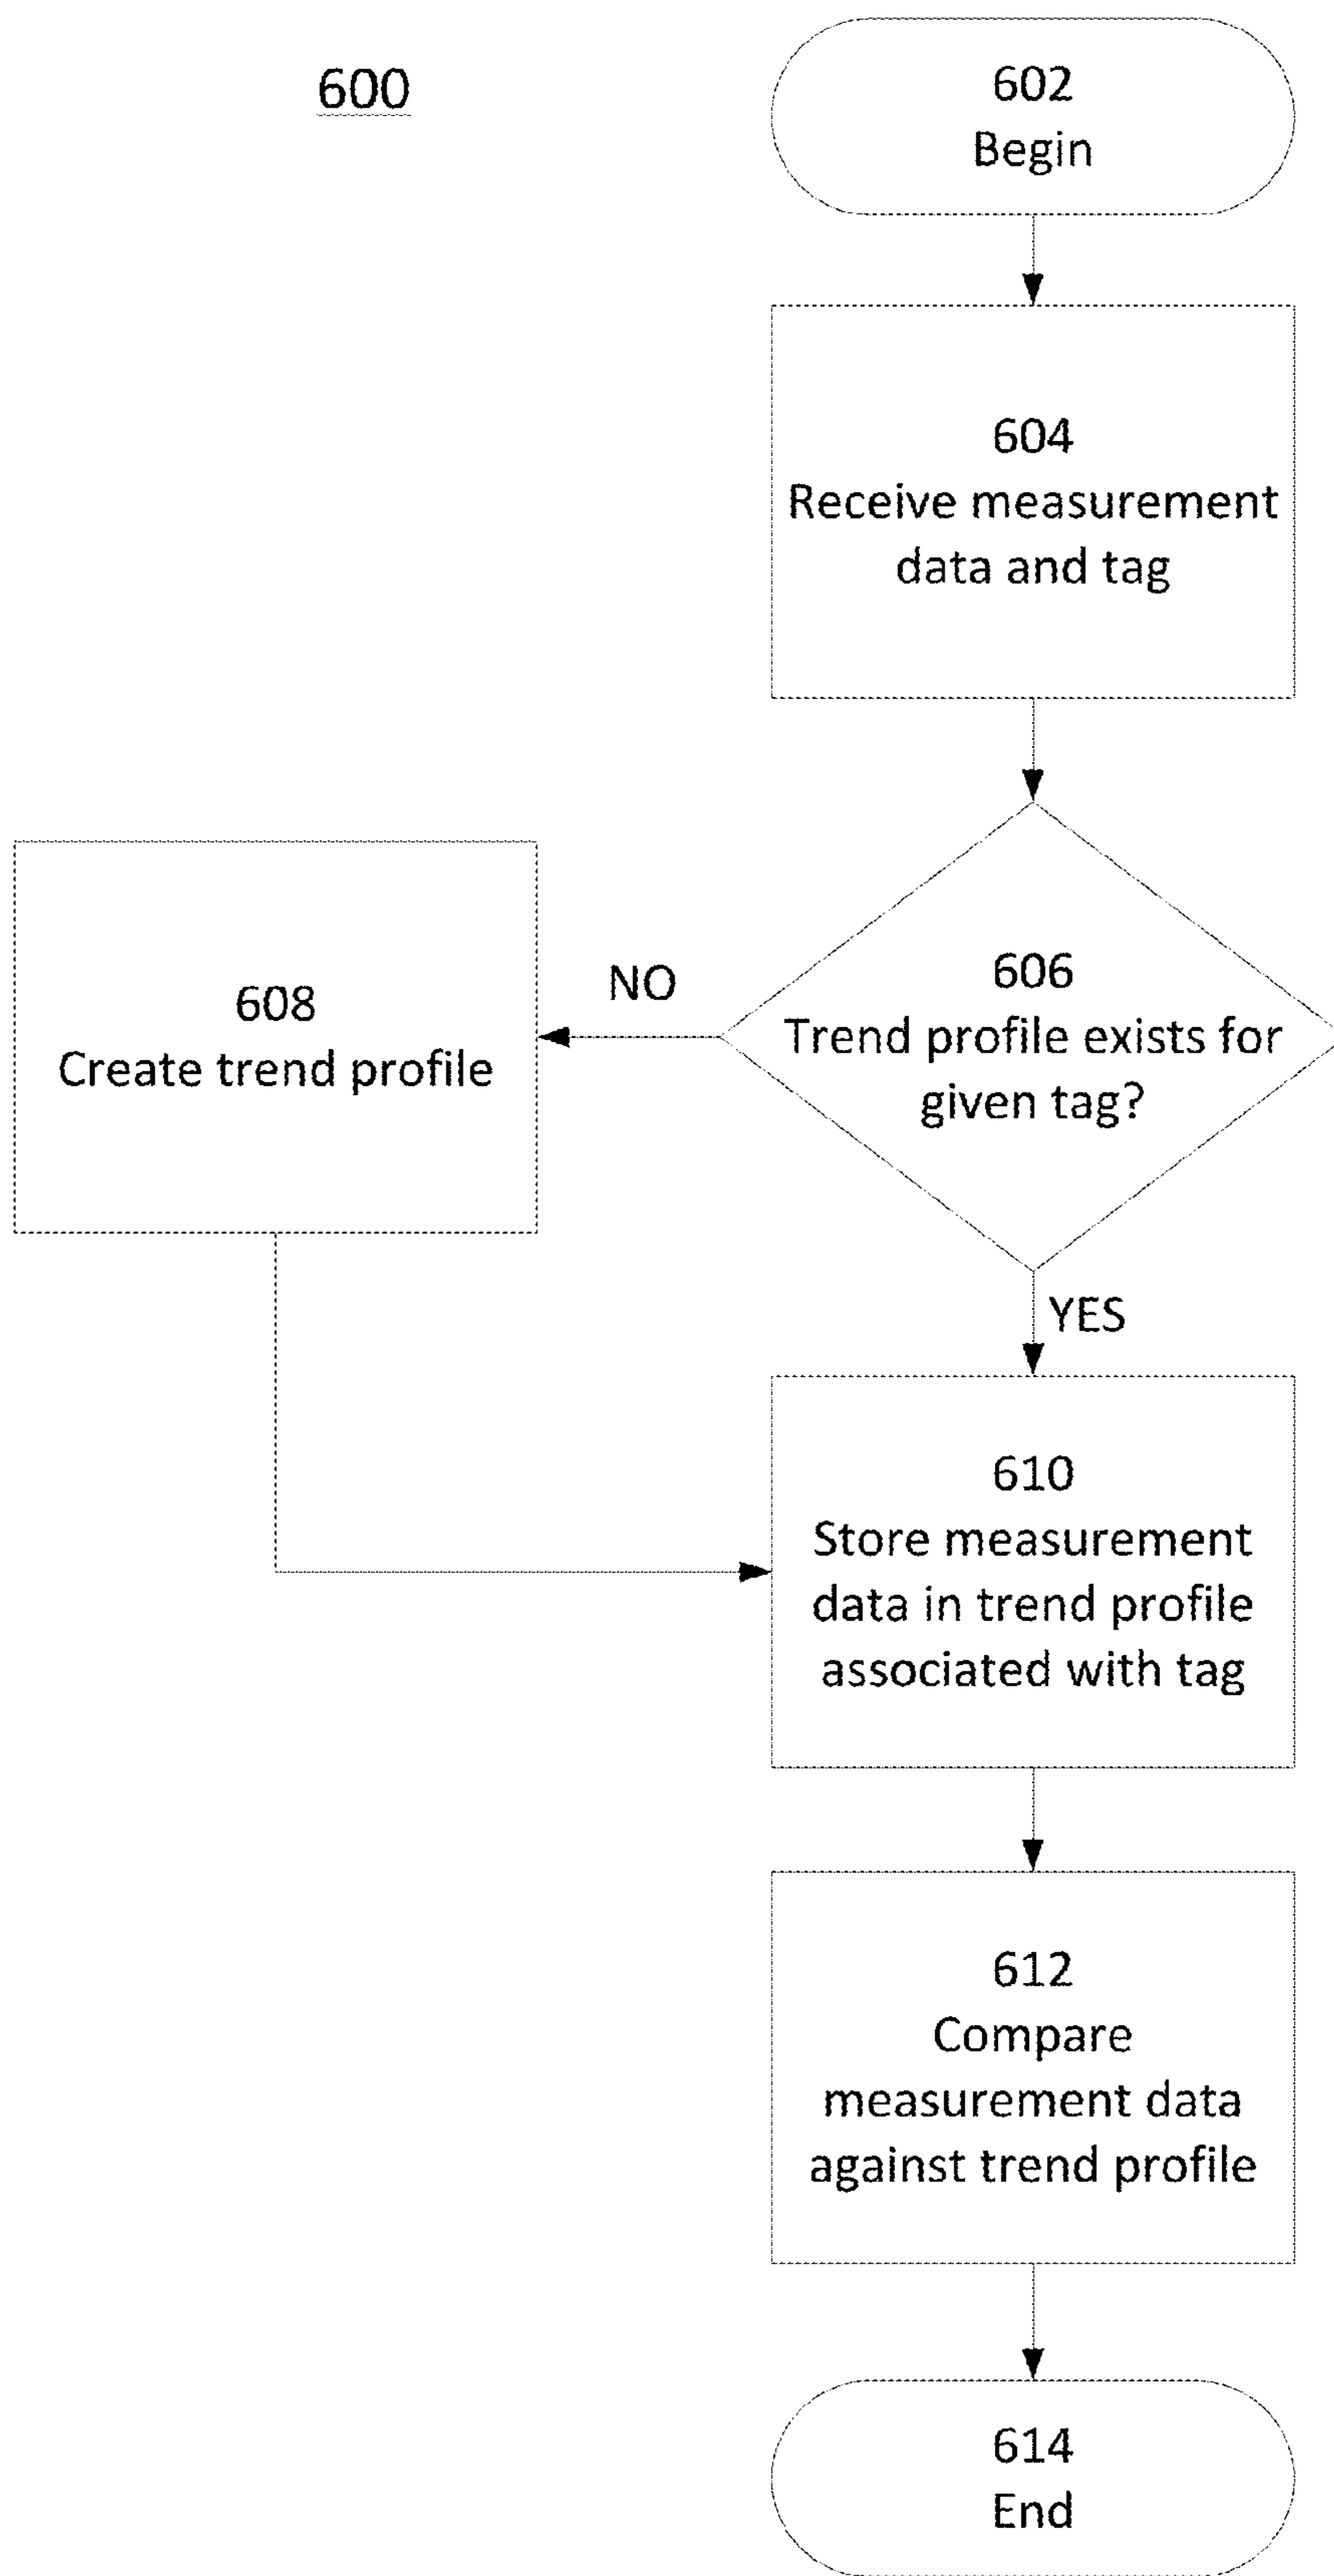 600
602
Begin
604
Receive measurement
data and tag
606
Trend profile exists for
given tag?
NO
608
Create trend profile
YES
610
Store measurement
data in trend profile
associated with tag
612
Compare
measurement data
against trend profile
614
End